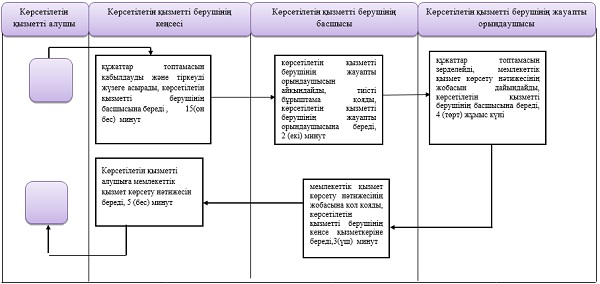 Көрсетілетін
қызметті алушы
Көрсетілетін қызметті берушінің
кеңсесі
Көрсетілетін қызметті берушінің
басшысы
Көрсетілетін қызметті берушінің жауапты
орындаушысы
құжаттар топтамасын
қабылдауды және тіркеуді
жүзеге асырады, көрсетілетін
қызметті берушінің
басшысына береді , 15(он
бес) минут
көрсетілетін қызметті
берушінің жауапты
орындаушысын
айқындайды, тиісті
бұрыштама қояды,
көрсетілетін қызметті
берушінің жауапты
орындаушысына береді,
2 (екі) минут
құжаттар топтамасын
зерделейді, мемлекеттік
қызмет көрсету нәтижесінің
жобасын дайындайды,
көрсетілетін қызметті
берушінің басшысына береді,
4 (төрт) жұмыс күні
Көрсетілетін қызметті
алушыға мемлекеттік
қызмет көрсету нәтижесін
береді, 5 (бес) минут
мемлекеттік қызмет
көрсету нәтижесінің
жобасына қол қояды,
көрсетілетін
қызметті берушінің
кеңсе қызметкеріне
береді,3(үш) минут